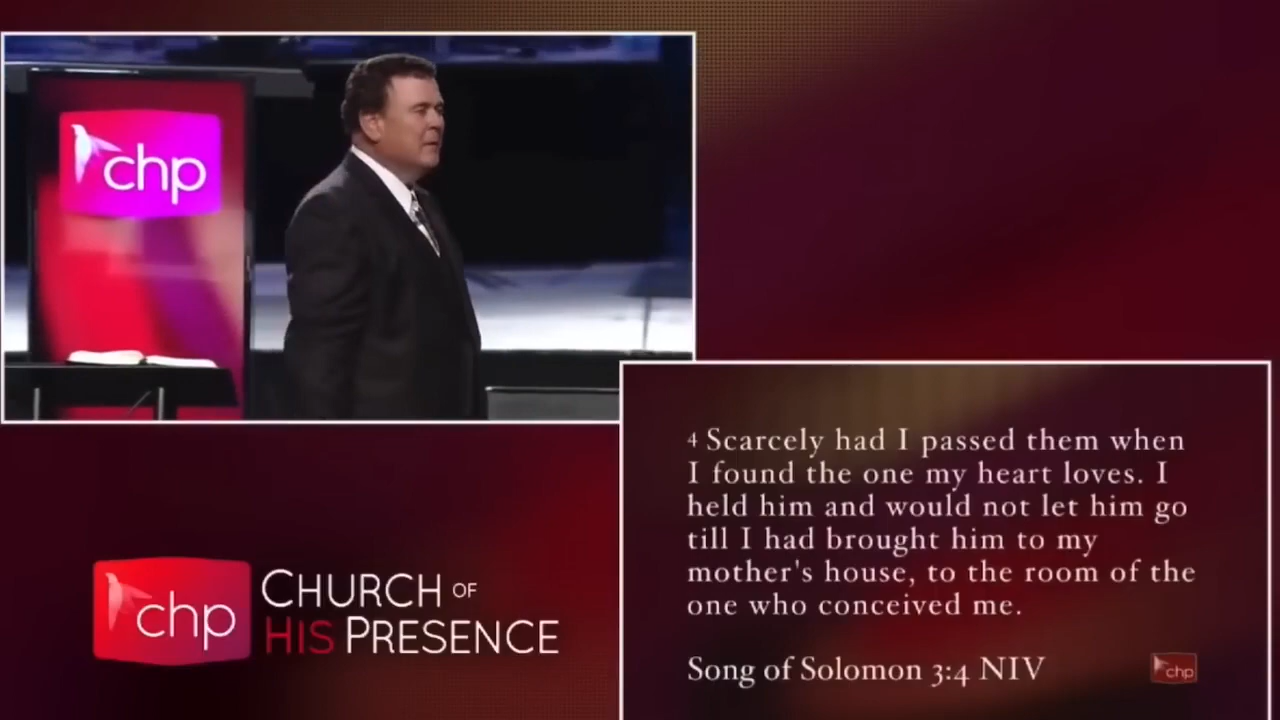 chp
4 Scarcely had I passed them when
I found the one my heart loves. I
held him and would not let him go
till I had brought him to my
mother's house, to the room of the
one who conceived me.
Song of Solomon 3:4 NIV
chp
chp
CHURCH OF
HIS PRESENCE